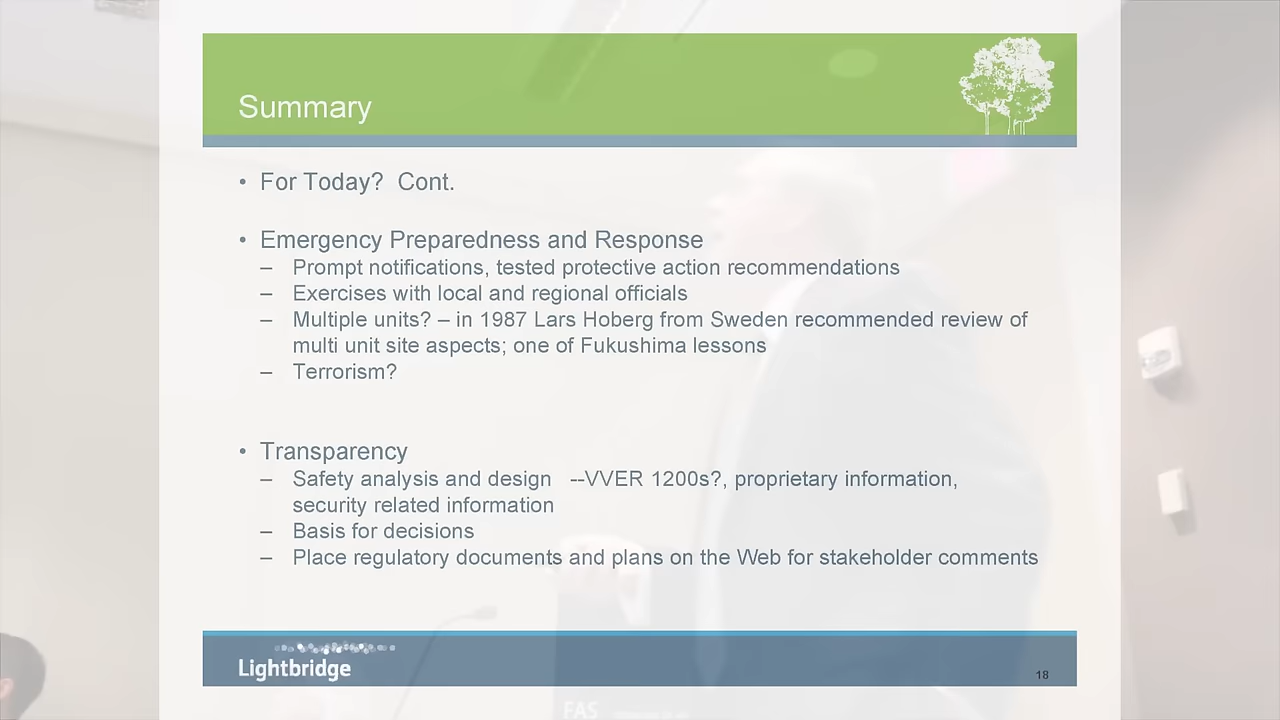 Summary
• For Today? Cont.
• Emergency Preparedness and Response
– Prompt notifications, tested protective action recommendations
– Exercises with local and regional officials
– Multiple units? – in 1987 Lars Hoberg from Sweden recommended review of
multi unit site aspects; one of Fukushima lessons
– Terrorism?
• Transparency
– Safety analysis and design --VVER 1200s?, proprietary information,
security related information
– Basis for decisions
– Place regulatory documents and plans on the Web for stakeholder comments
Lightbridge
18
FAS